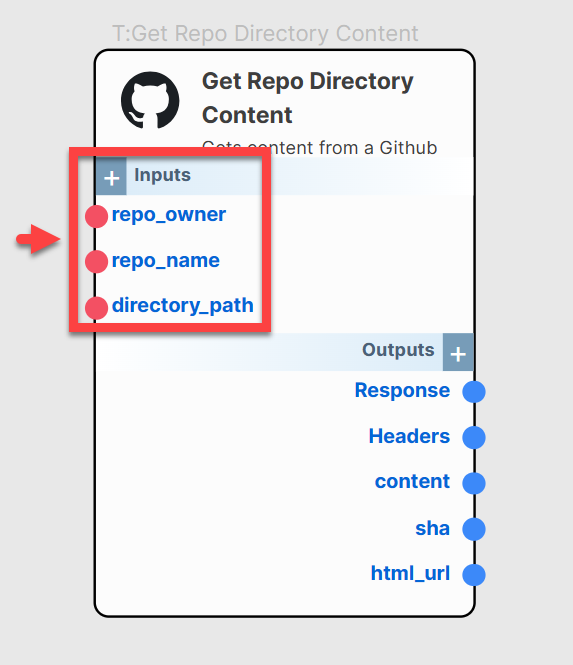 T:Get Repo Directory Content
Get Repo Directory
Content
Gets content from a Github
+ Inputs
repo_owner
repo_name
directory_path
Outputs +
Response
Headers
content
sha
html_url